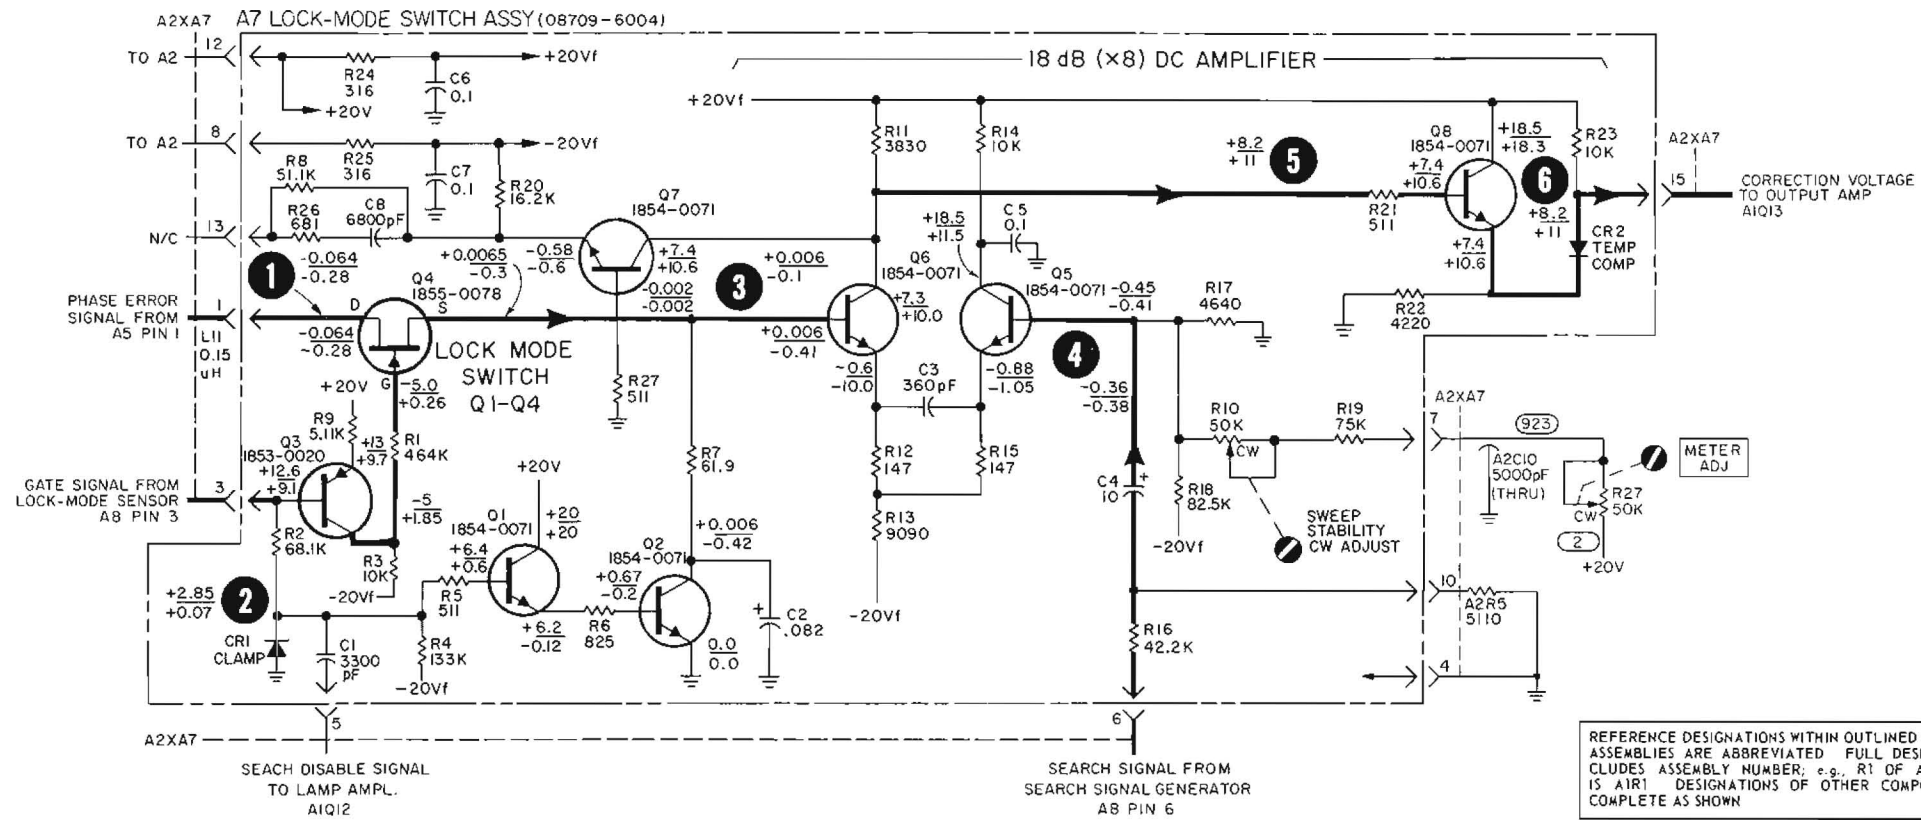 A2XA7
A7 LOCK-MODE SWITCH ASSY (08709-6004)
12
TO A2
R24
316
C6
0.1
+20Vf
+20V
18 dB (×8) DC AMPLIFIER
+20Vf
8
TO A2
R25
316
C7
0.1
-20Vf
R8
51.1K
R26
681
C8
6800pF
R20
16.2K
13
N/C
Q7
1854-0071
R11
3830
R14
10K
+8.2
+11
5
Q8
1854-0071
+18.5
+18.3
+7.4
+10.6
R23
10K
6
+8.2
+11
R21
511
+7.4
+10.6
CR2
TEMP
COMP
R22
4220
A2XA7
15
CORRECTION VOLTAGE
TO OUTPUT AMP
A1Q13
1
-0.064
-0.28
+0.0065
-0.3
-0.58
-0.6
+7.4
+10.6
-0.002
-0.002
3
+0.006
-0.1
+18.5
+11.5
C5
0.1
Q6
1854-0071
Q5
1854-0071
-0.45
-0.41
R17
4640
PHASE ERROR
SIGNAL FROM
A5 PIN 1
1
L11
0.15
uH
D
Q4
1855-0078
S
-0.064
-0.28
G
LOCK MODE
SWITCH
Q1-Q4
-5.0
+0.26
R27
511
+0.006
-0.41
+7.3
+10.0
-0.6
-10.0
C3
360pF
-0.88
-1.05
4
-0.36
-0.38
+20V
R9
5.11K
Q3
1853-0020
+13
+9.7
+12.6
+9.1
R1
464K
GATE SIGNAL FROM
LOCK-MODE SENSOR
A8 PIN 3
3
R2
68.1K
-5
+1.85
R3
10K
-20Vf
+2.85
+0.07
2
CR1
CLAMP
C1
3300
pF
R4
133K
-20Vf
R5
511
+6.4
+0.6
Q1
1854-0071
+20V
+20
+20
+6.2
-0.12
R6
825
Q2
1854-0071
+0.67
-0.2
+0.006
-0.42
0.0
0.0
C2
.082
R7
61.9
R12
147
R15
147
R13
9090
-20Vf
C4
10
+
R16
42.2K
R10
50K
CW
R19
75K
R18
82.5K
-20Vf
SWEEP
STABILITY
CW ADJUST
A2XA7
7
923
A2C10
5000pF
(THRU)
CW
R27
50K
2
+20V
METER
ADJ
10
A2R5
5110
4
5
A2XA7
6
SEACH DISABLE SIGNAL
TO LAMP AMPL.
A1Q12
SEARCH SIGNAL FROM
SEARCH SIGNAL GENERATOR
A8 PIN 6
REFERENCE DESIGNATIONS WITHIN OUTLINED
ASSEMBLIES ARE ABBREVIATED FULL DES
CLUDES ASSEMBLY NUMBER; e.g., R1 OF A
IS A1R1 DESIGNATIONS OF OTHER COMP
COMPLETE AS SHOWN